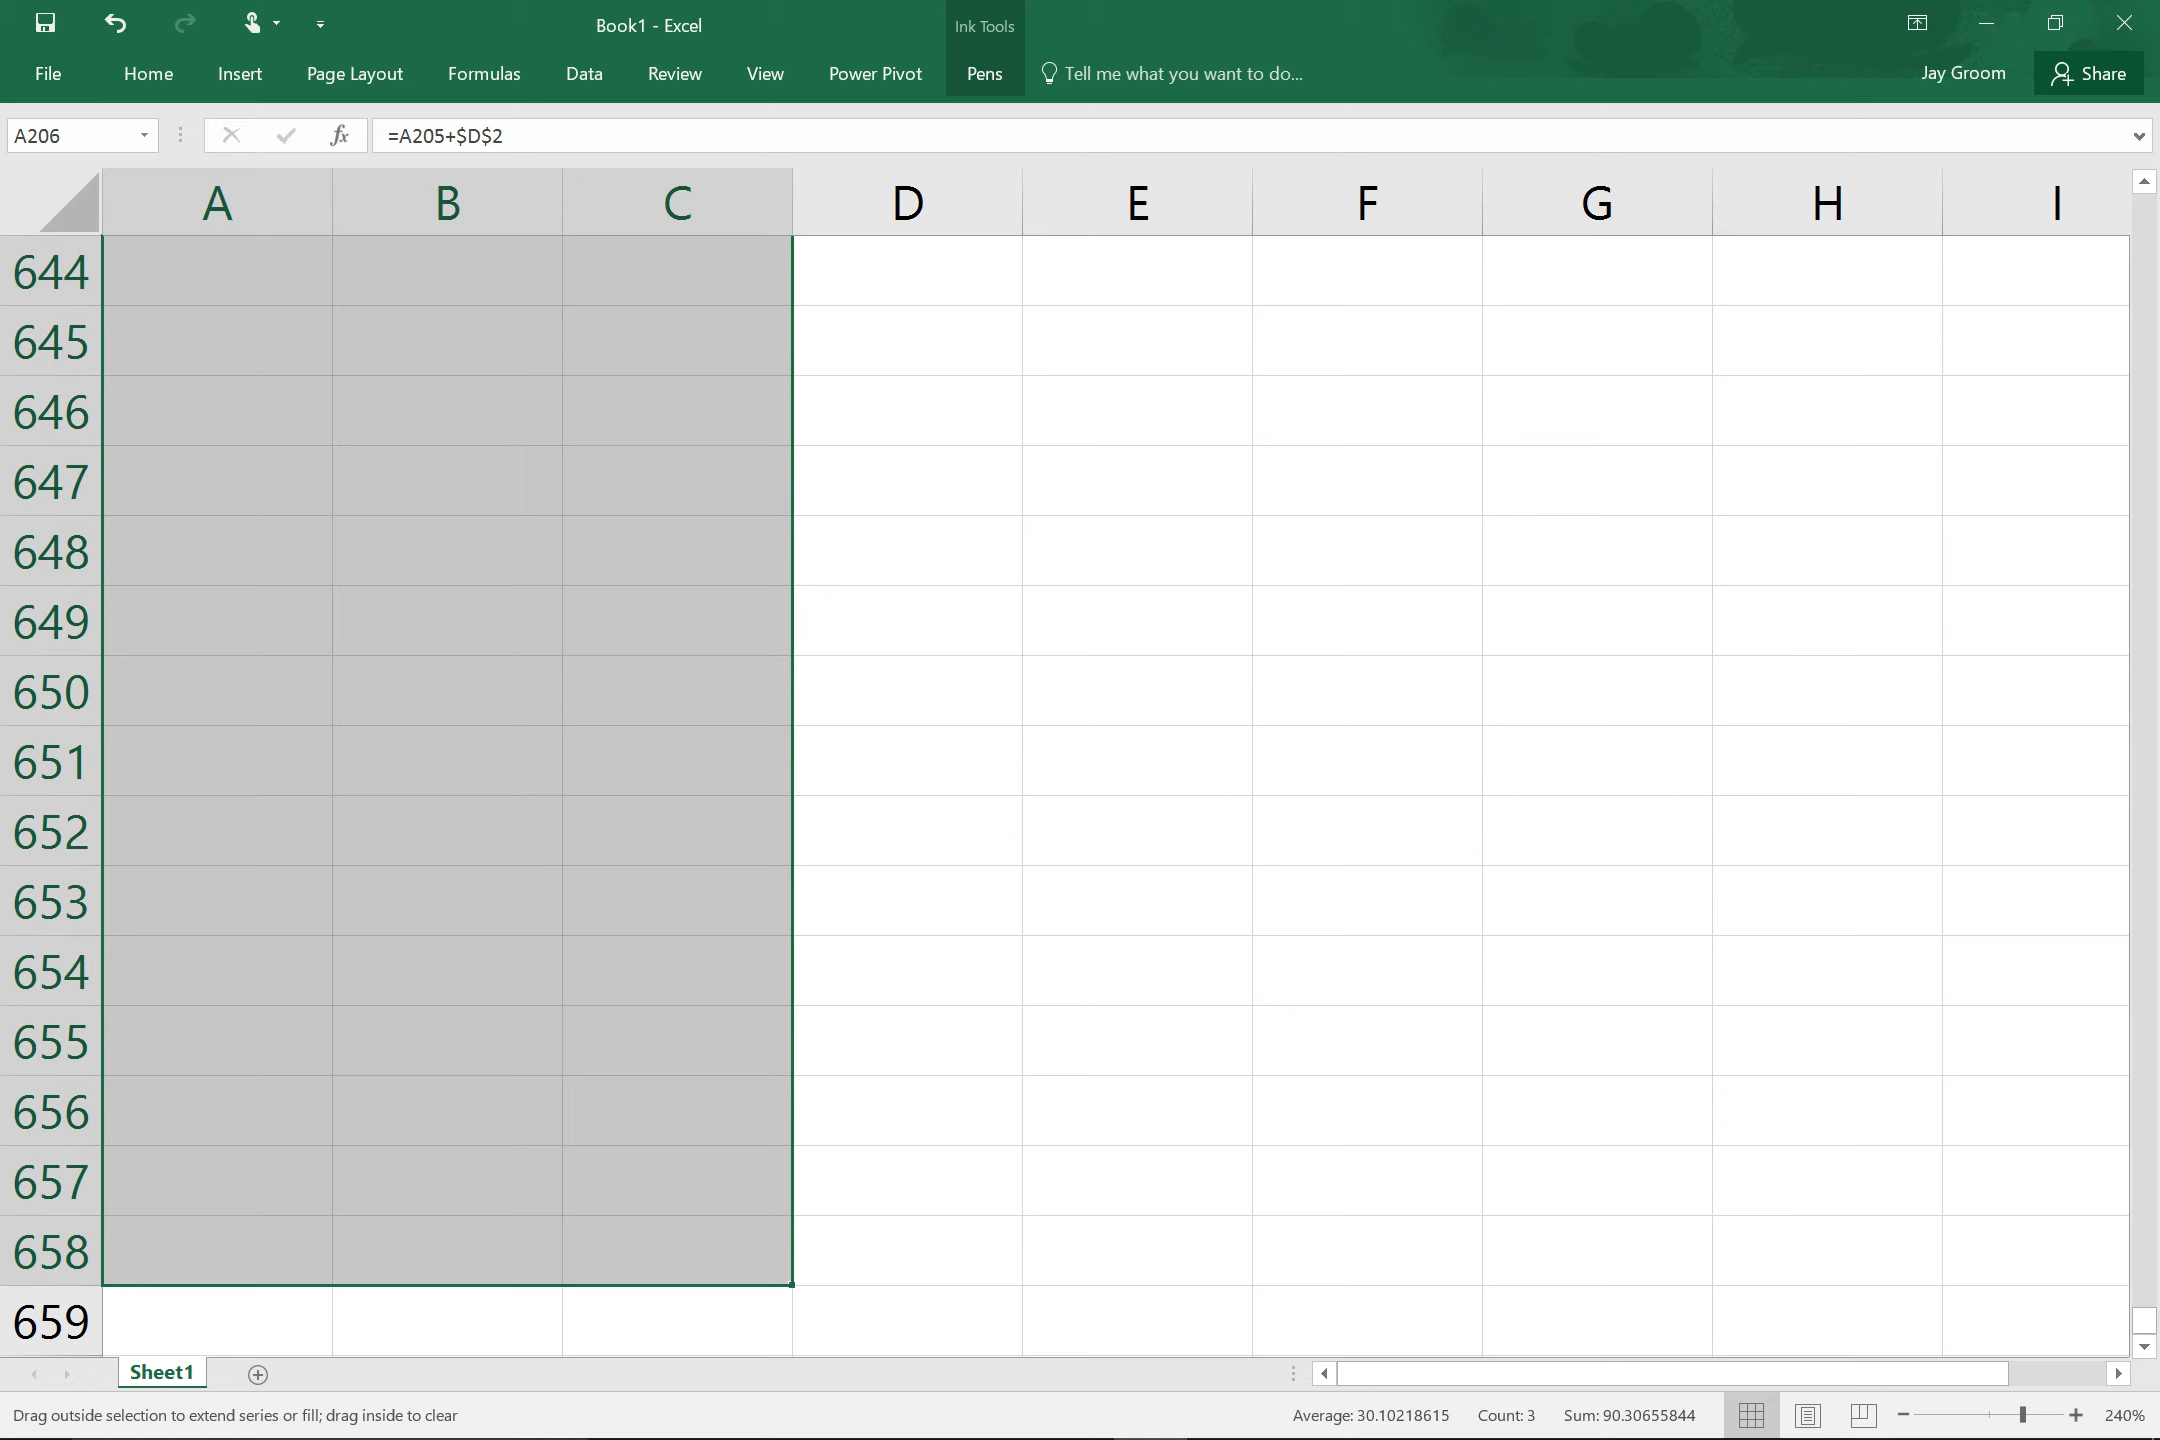 Book1 - Excel
Ink Tools
File Home Insert Page Layout Formulas Data Review View Power Pivot Pens Tell me what you want to do... Jay Groom Share
A206 fx =A205+$D$2
A B C D E F G H I
644
645
646
647
648
649
650
651
652
653
654
655
656
657
658
659
Sheet1
Drag outside selection to extend series or fill; drag inside to clear Average: 30.10218615 Count: 3 Sum: 90.30655844 240%